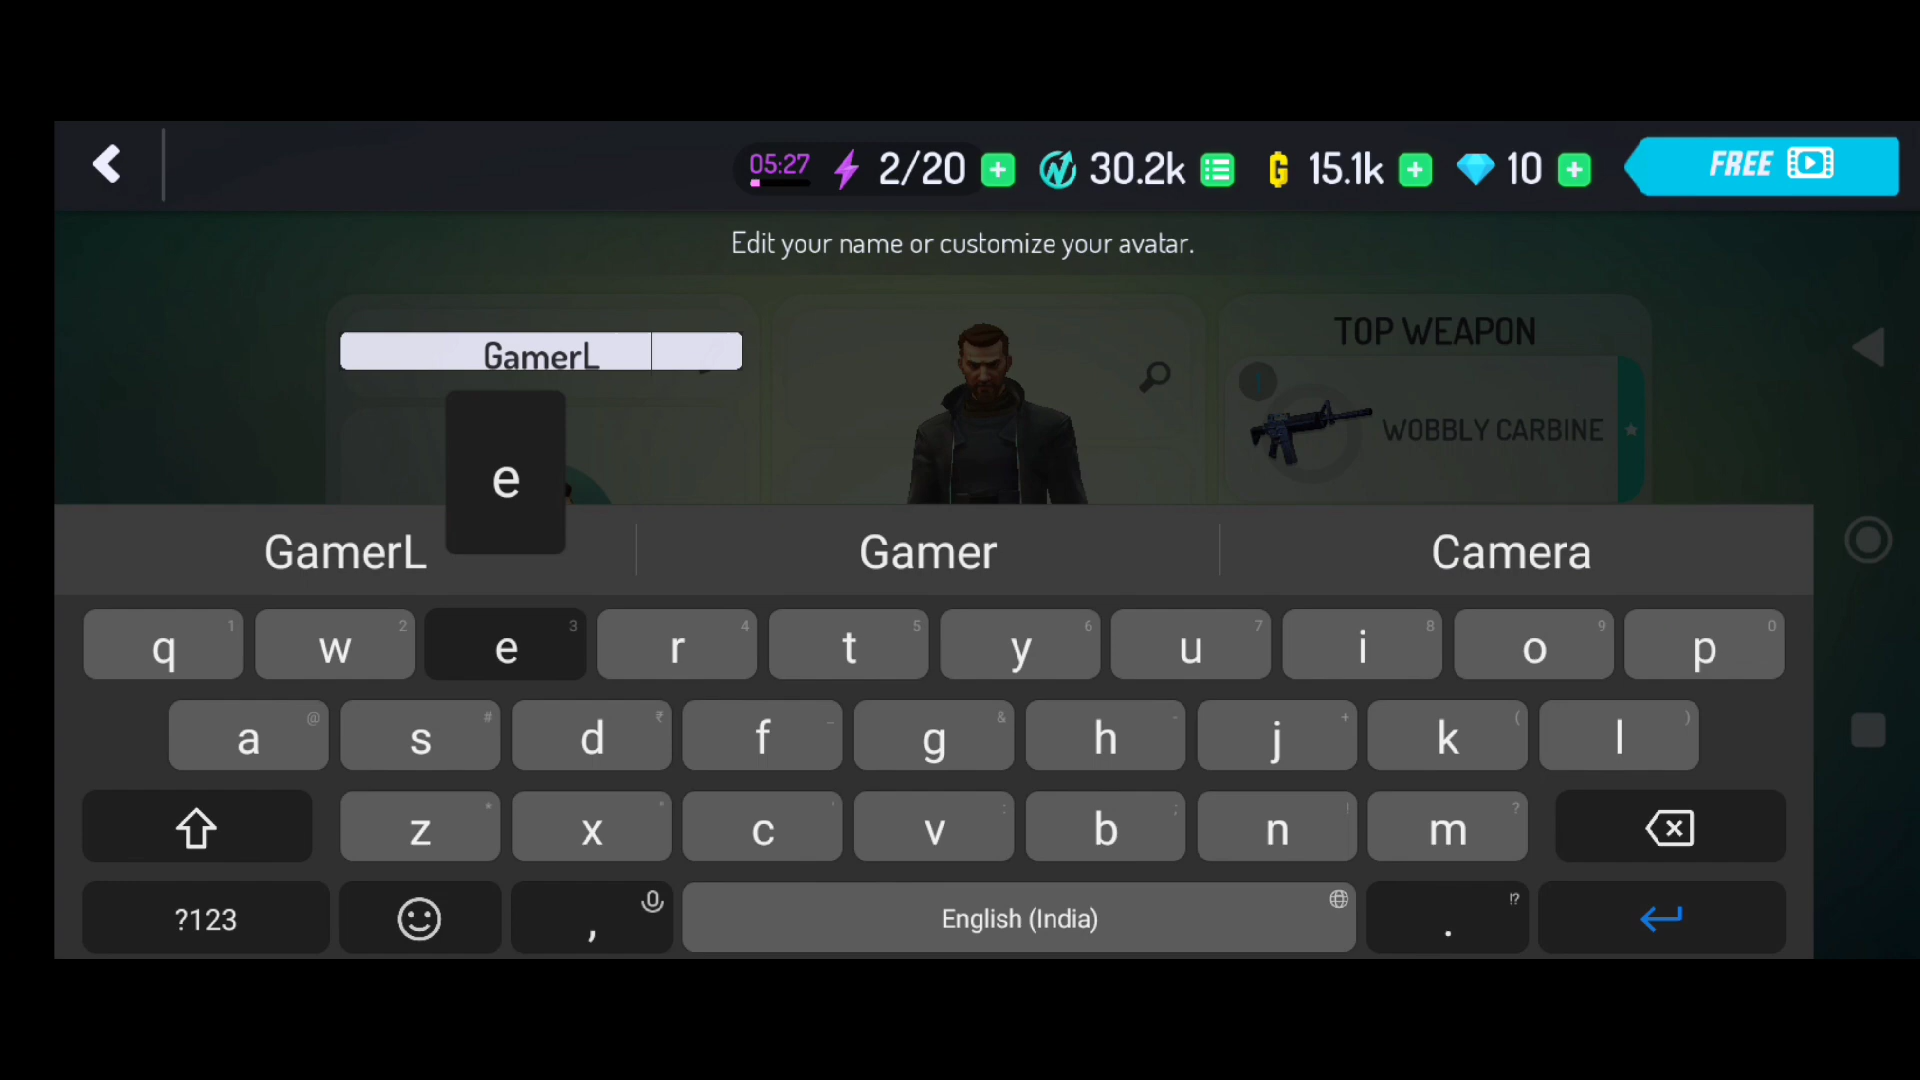 05:27 2/20 30.2k 15.1k 10 FREE
Edit your name or customize your avatar.
GamerL
TOP WEAPON
WOBBLY CARBINE
e
GamerL Gamer Camera
q 1 w 2 e 3 r 4 t 5 y 6 u 7 i 8 o 9 p 0
a @ s # d ₹ f _ g & h - j + k ( l )
z * x " c ' v : b ; n ! m ?
?123 , English (India) . !?